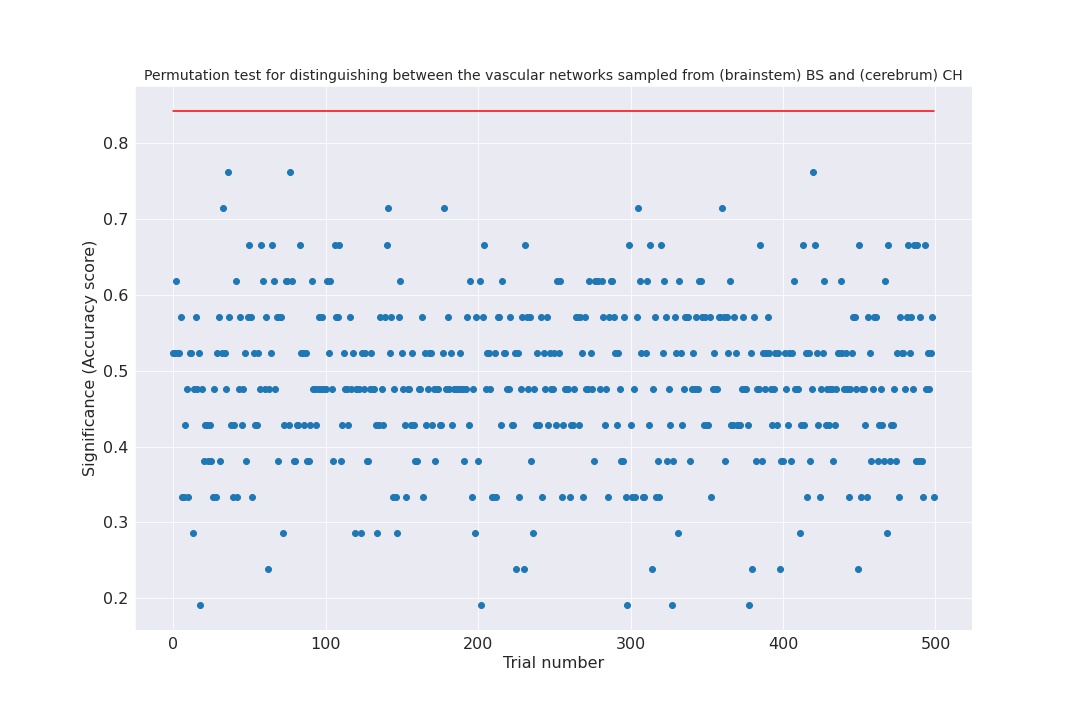 Permutation test for distinguishing between the vascular networks sampled from (brainstem) BS and (cerebrum) CH
0.8
0.7
0.6
0.5
0.4
0.3
0.2
Significance (Accuracy score)
0 100 200 300 400 500
Trial number